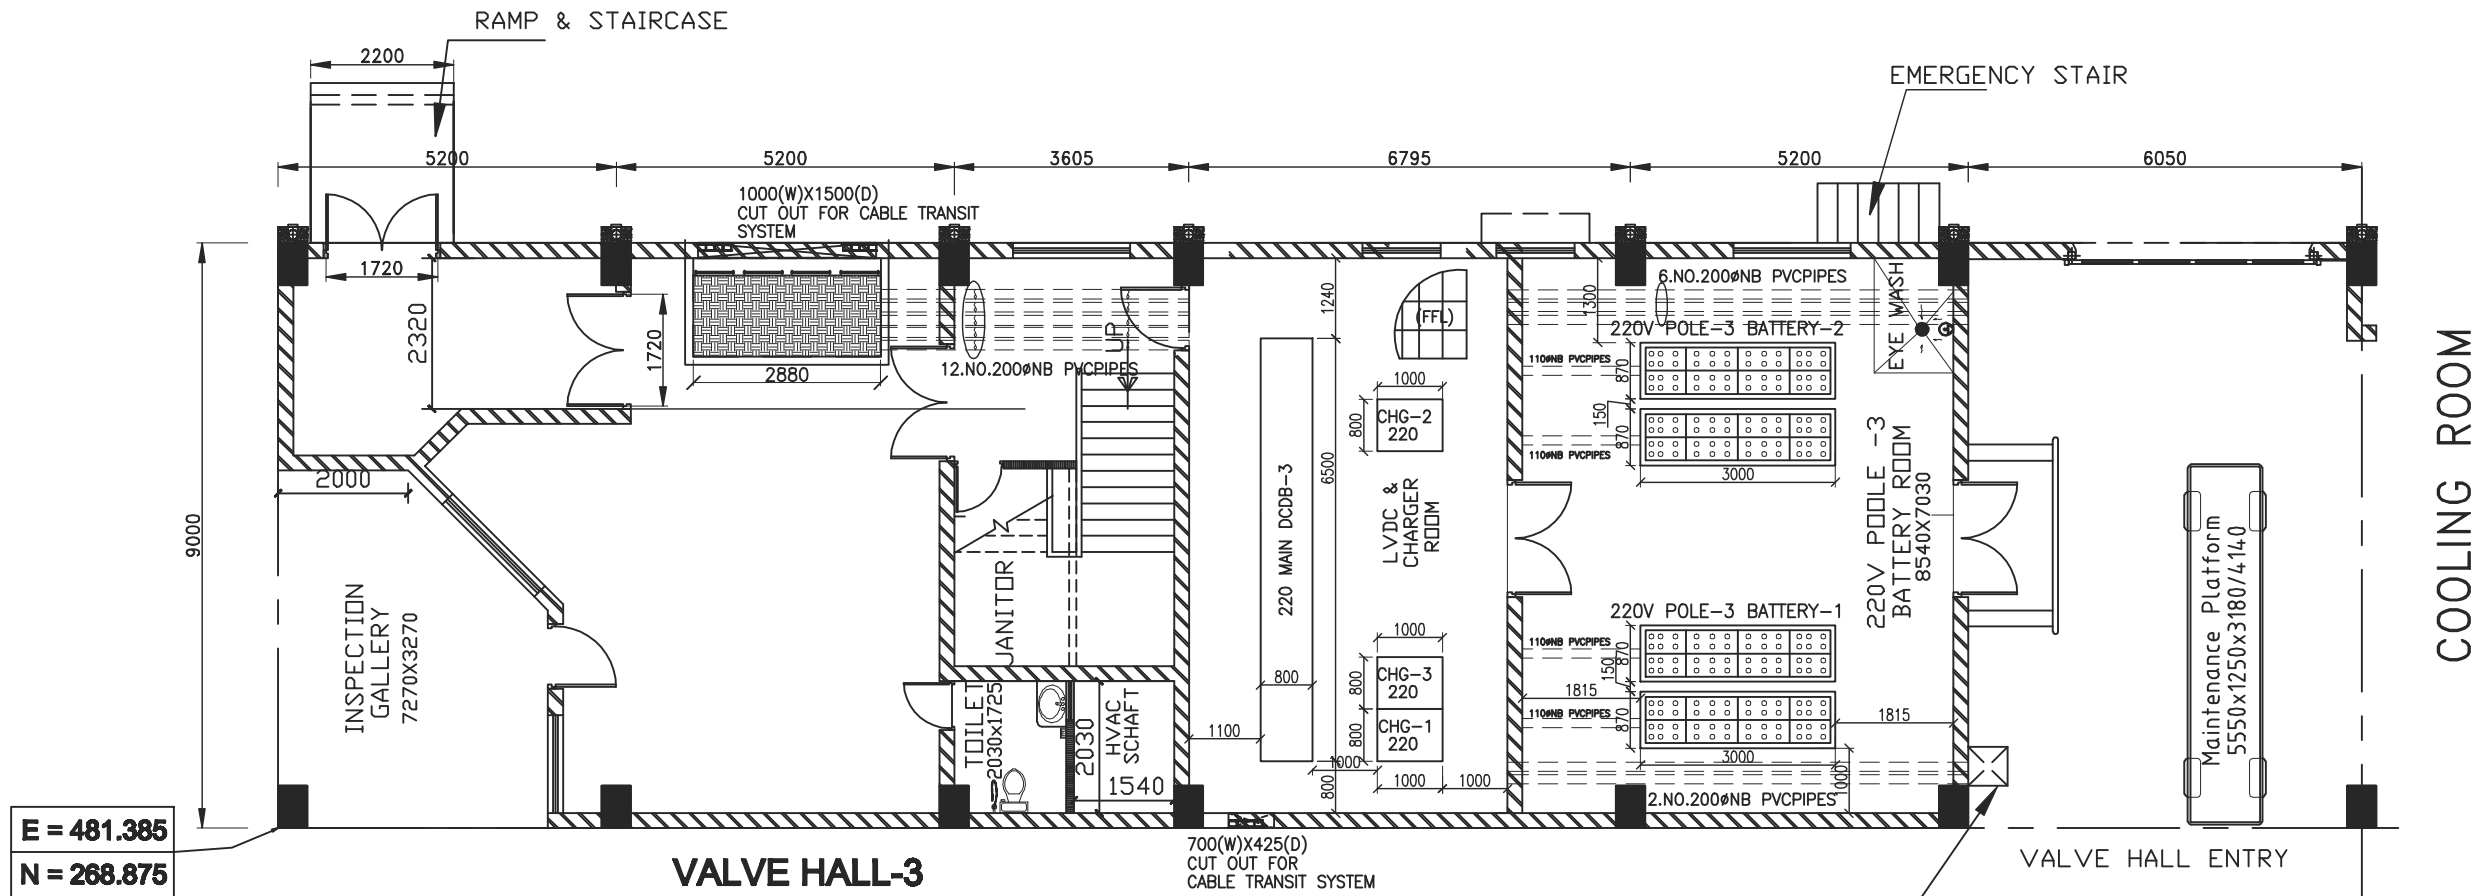 RAMP & STAIRCASE
2200
EMERGENCY STAIR
5200
5200
3605
6795
5200
6050
1000(W)X1500(D)
CUT OUT FOR CABLE TRANSIT
SYSTEM
1720
2320
1720
2880
12.NO.200øNB PVCPIPES
UP
1240
(FFL)
1300
6.NO.200øNB PVCPIPES
EYE WASH
220V POLE-3 BATTERY-2
110øNB PVCPIPES
870
150
870
110øNB PVCPIPES
3000
1000
800
CHG-2
220
2000
9000
6500
220 MAIN DCDB-3
LVDC &
CHARGER
ROOM
220V POOLE -3
BATTERY ROOM
8540X7030
COOLING ROOM
Maintenance Platform
5550x1250x3180/4140
INSPECTION
GALLERY
7270X3270
JANITOR
220V POLE-3 BATTERY-1
110øNB PVCPIPES
870
150
870
110øNB PVCPIPES
3000
1815
1815
1000
1000
800
CHG-3
220
800
CHG-1
220
800
1100
1000
1000
1000
800
TOILET
2030x1725
2030
HVAC
SCHAFT
1540
2.NO.200øNB PVCPIPES
E = 481.385
N = 268.875
VALVE HALL-3
700(W)X425(D)
CUT OUT FOR
CABLE TRANSIT SYSTEM
VALVE HALL ENTRY